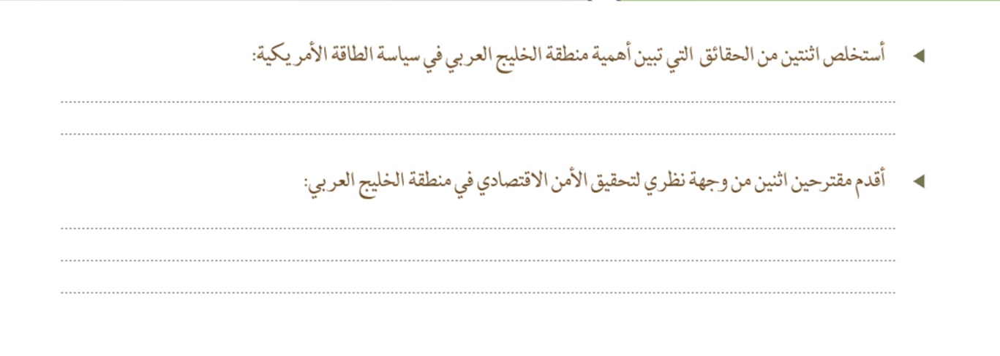 أستخلص اثنتين من الحقائق التي تبين أهمية منطقة الخليج العربي في سياسة الطاقة الأمريكية:
أقدم مقترحين اثنين من وجهة نظري لتحقيق الأمن الاقتصادي في منطقة الخليج العربي: